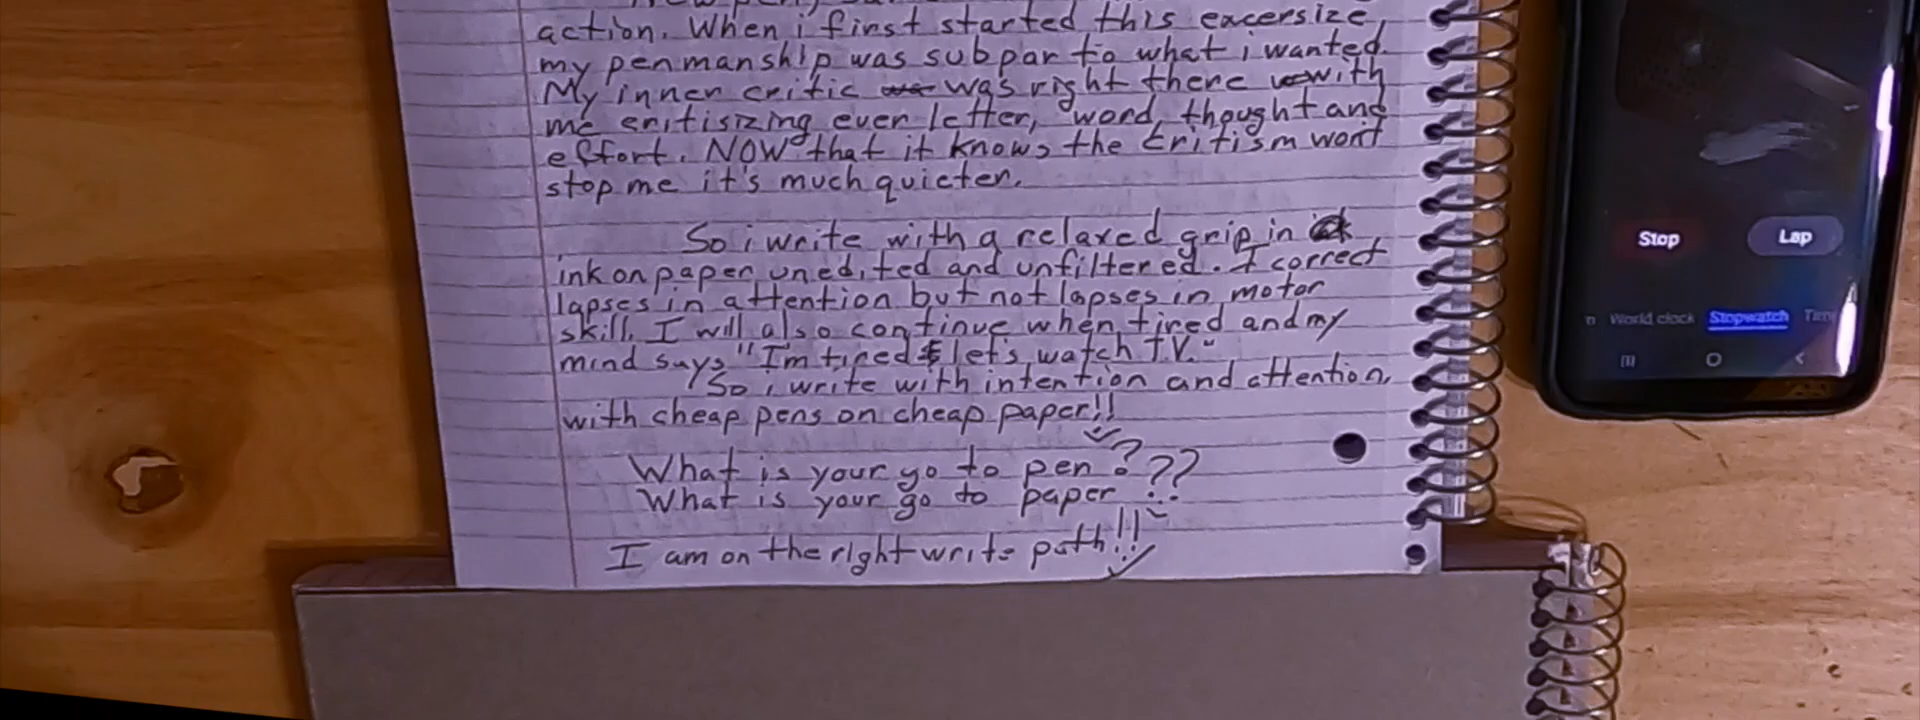 action. When i first started this excersize,
my penmanship was subpar to what i wanted.
My inner critic was right there with
me critisizing ever letter, word, thought and
effort. NOW that it knows the Critism wont
stop me it's much quieter.
So i write with a relaxed grip in
ink on paper unedited and unfiltered. I correct
lapses in attention but not lapses in motor
skill. I will also continue when tired and my
mind says "I'm tired let's watch T.V."
So i write with intention and attention,
with cheap pens on cheap paper!!
What is your go to pen???
What is your go to paper
I am on the right write path!!
Stop
Lap
World clock
Stopwatch